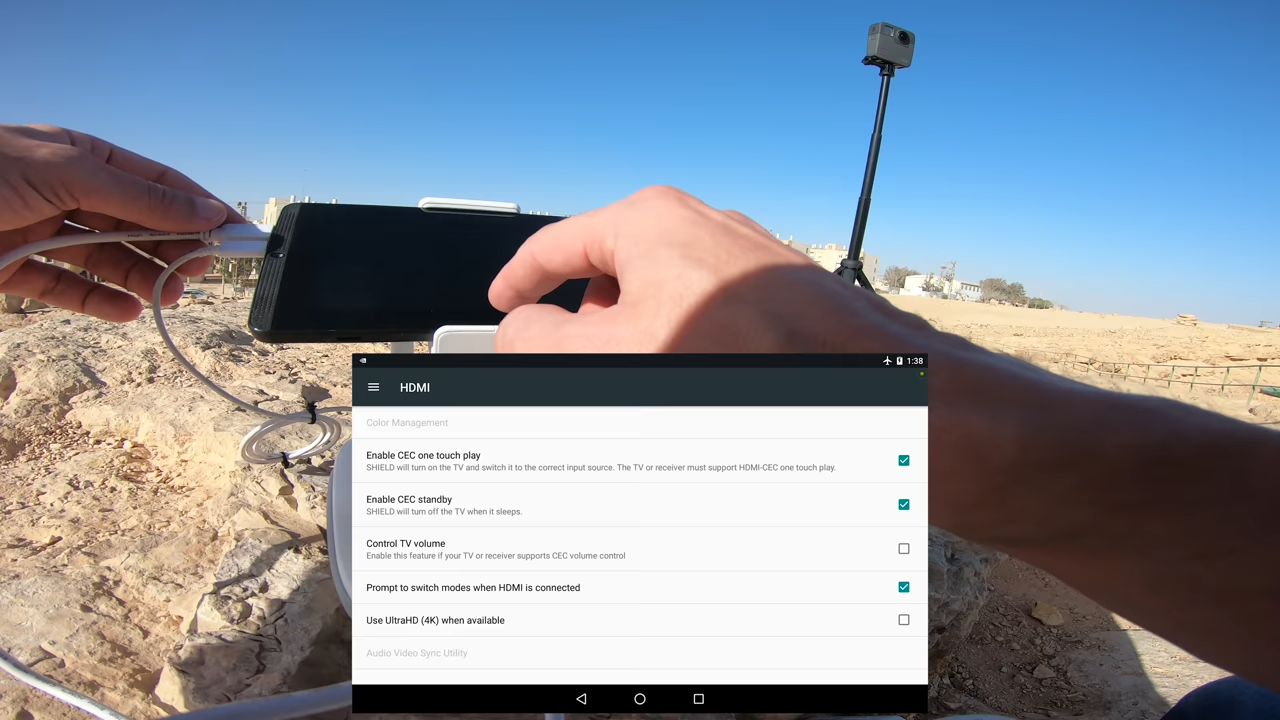 1:38
HDMI
Color Management
Enable CEC one touch play
SHIELD will turn on the TV and switch it to the correct input source. The TV or receiver must support HDMI-CEC one touch play.
Enable CEC standby
SHIELD will turn off the TV when it sleeps.
Control TV volume
Enable this feature if your TV or receiver supports CEC volume control
Prompt to switch modes when HDMI is connected
Use UltraHD (4K) when available
Audio Video Sync Utility